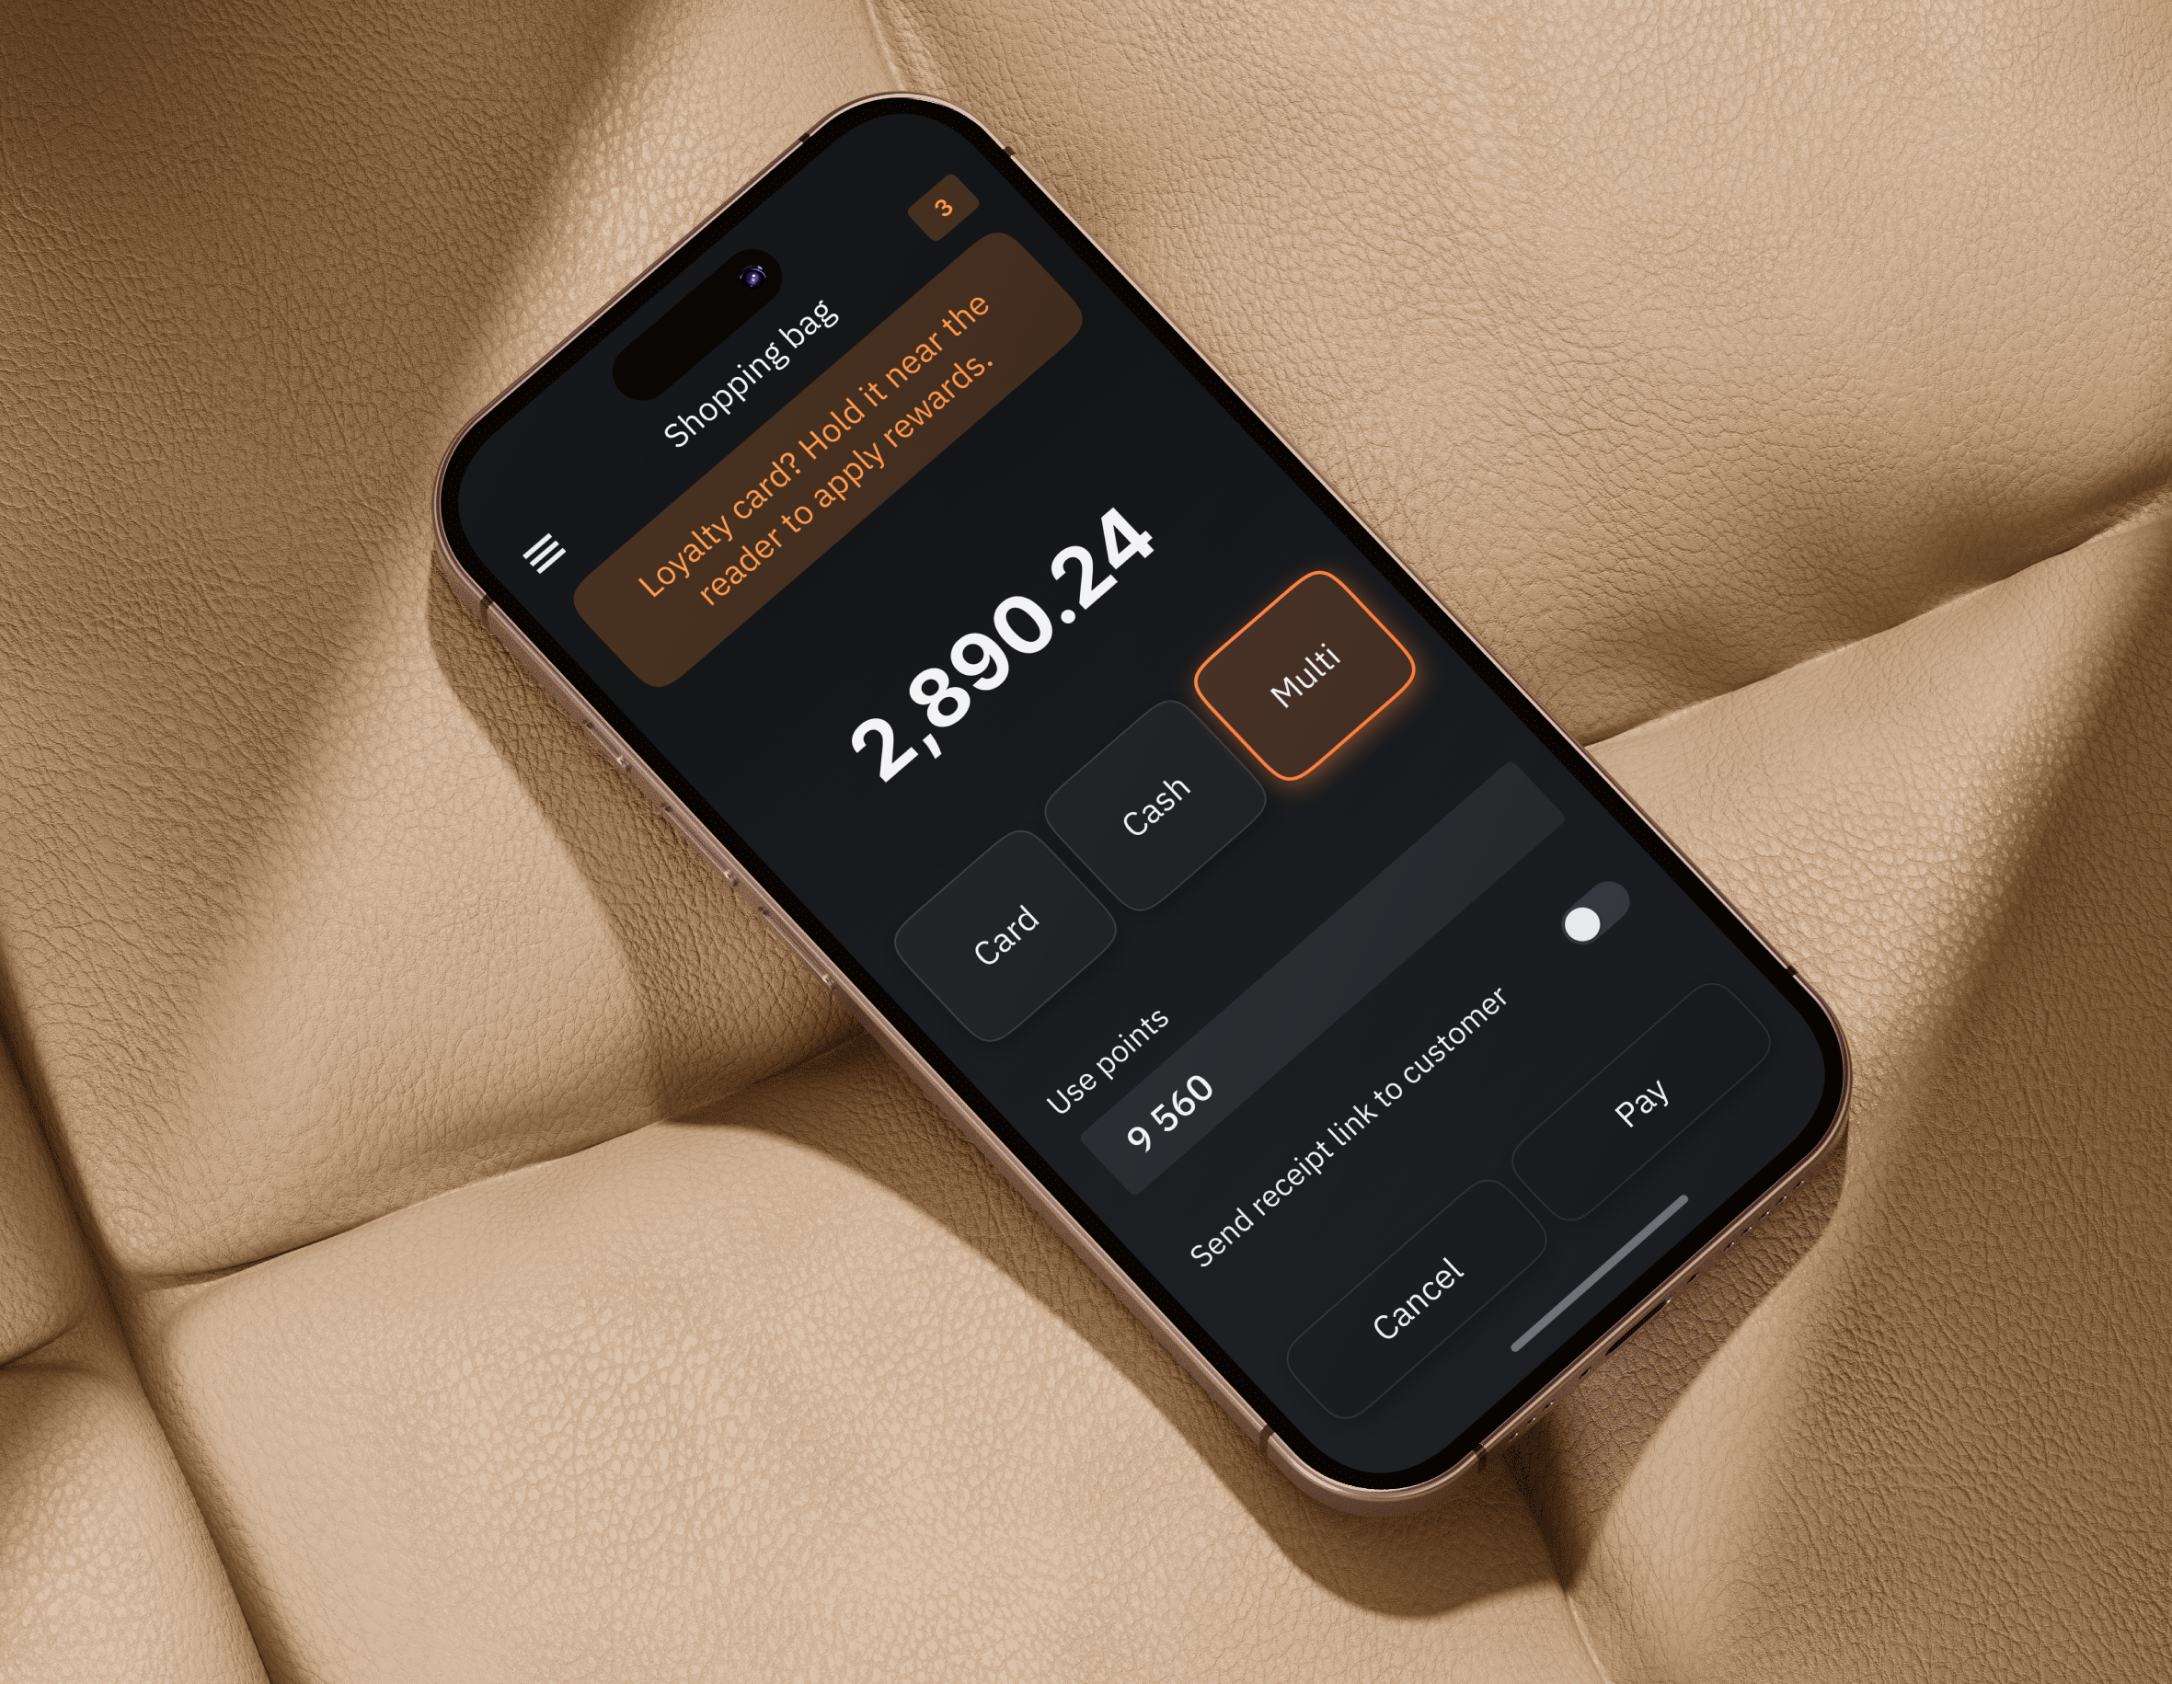 3
Shopping bag
Loyalty card? Hold it near the
reader to apply rewards.
2,890.24
Card
Cash
Multi
Use points
9 560
Send receipt link to customer
Cancel
Pay